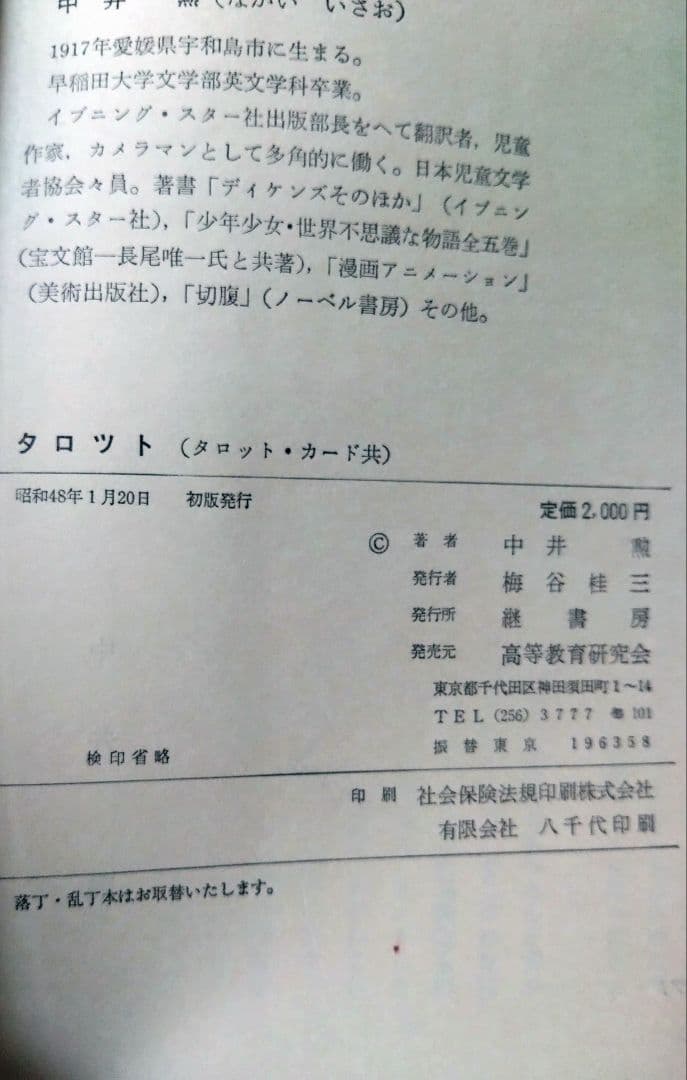 中井 勲（なかい いさお）
1917年愛媛県宇和島市に生まる。
早稲田大学文学部英文学科卒業。
イブニング・スター社出版部長をへて翻訳者，児童
作家，カメラマンとして多角的に働く。日本児童文学
者協会々員。著書「ディケンズそのほか」（イブニン
グ・スター社），「少年少女・世界不思議な物語全五巻」
（宝文館―長尾唯一氏と共著），「漫画アニメーション」
（美術出版社），「切腹」（ノーベル書房）その他。
タロツト（タロット・カード共）
昭和48年1月20日 初版発行
定価2,000円
© 著者 中井 勲
発行者 梅谷桂三
発行所 継書房
発売元 高等教育研究会
東京都千代田区神田須田町1～14
TEL (256) 3777 101
振替東京 196358
検印省略
印刷 社会保険法規印刷株式会社
有限会社 八千代印刷
落丁・乱丁本はお取替いたします。